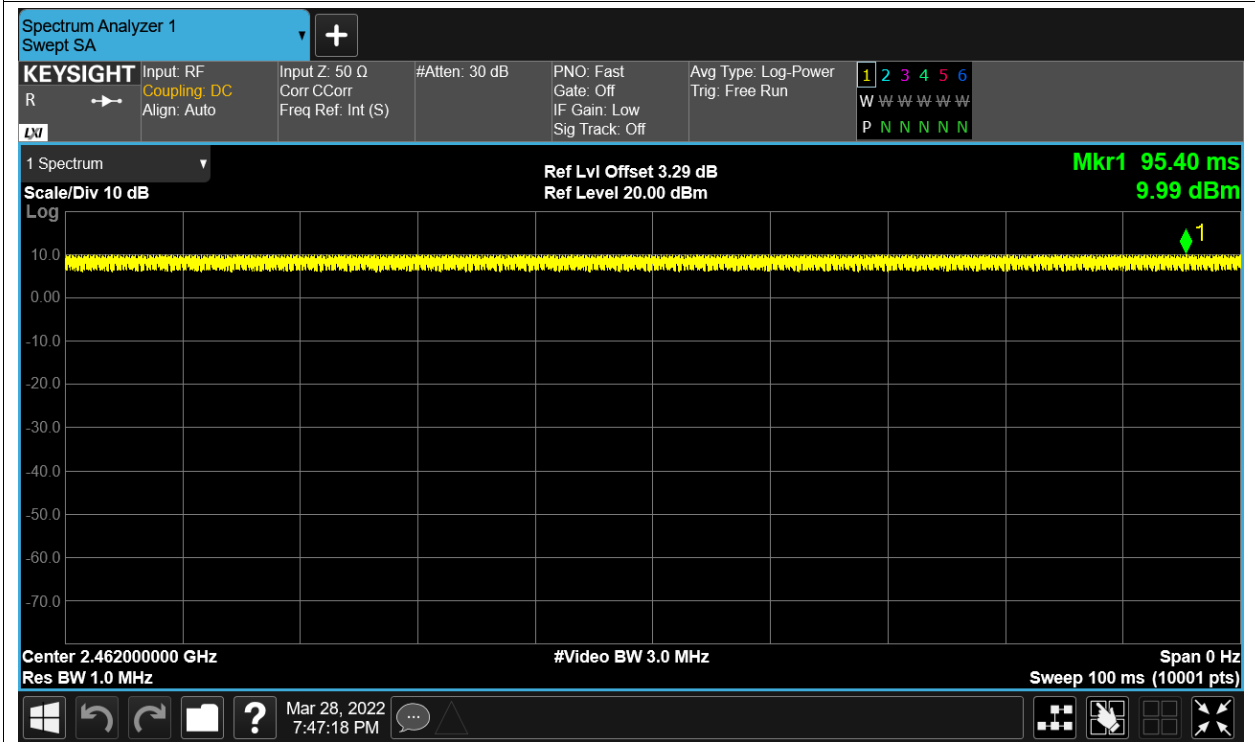 Spectrum Analyzer 1
Swept SA
+
KEYSIGHT Input: RF Input Z: 50 Ω #Atten: 30 dB PNO: Fast Avg Type: Log-Power 1 2 3 4 5 6
R Coupling: DC Corr CCorr Gate: Off Trig: Free Run W W W W W W
Align: Auto Freq Ref: Int (S) IF Gain: Low
LXI Sig Track: Off P N N N N N
1 Spectrum Ref Lvl Offset 3.29 dB Mkr1 95.40 ms
Scale/Div 10 dB Ref Level 20.00 dBm 9.99 dBm
Log
1
10.0
0.00
-10.0
-20.0
-30.0
-40.0
-50.0
-60.0
-70.0
Center 2.462000000 GHz #Video BW 3.0 MHz Span 0 Hz
Res BW 1.0 MHz Sweep 100 ms (10001 pts)
? Mar 28, 2022
7:47:18 PM